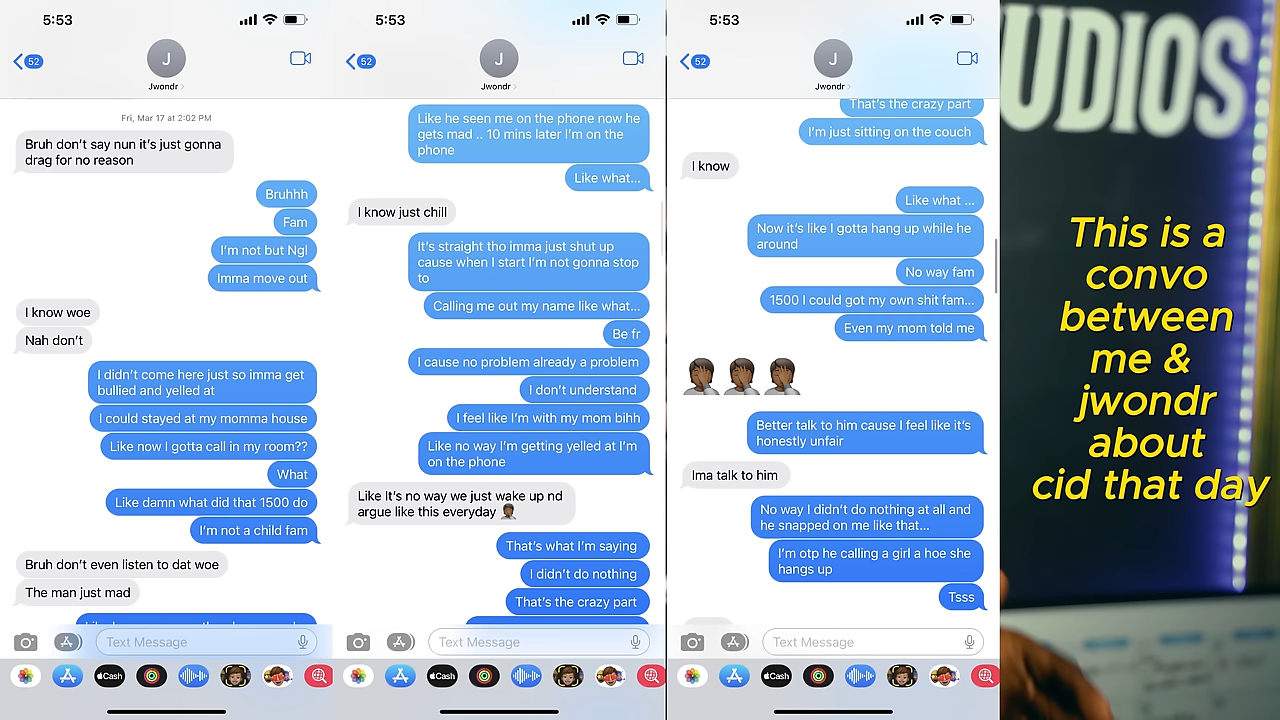 5:53
52
J
Jwondr
Fri, Mar 17 at 2:02 PM
Bruh don't say nun it's just gonna
drag for no reason
Bruhhh
Fam
I'm not but Ngl
Imma move out
I know woe
Nah don't
I didn't come here just so imma get
bullied and yelled at
I could stayed at my momma house
Like now I gotta call in my room??
What
Like damn what did that 1500 do
I'm not a child fam
Bruh don't even listen to dat woe
The man just mad
Text Message
Cash
5:53
52
J
Jwondr
Like he seen me on the phone now he
gets mad .. 10 mins later I'm on the
phone
Like what...
I know just chill
It's straight tho imma just shut up
cause when I start I'm not gonna stop
to
Calling me out my name like what...
Be fr
I cause no problem already a problem
I don't understand
I feel like I'm with my mom bihh
Like no way I'm getting yelled at I'm
on the phone
Like It's no way we just wake up nd
argue like this everyday
That's what I'm saying
I didn't do nothing
That's the crazy part
Text Message
Cash
5:53
52
J
Jwondr
That's the crazy part
I'm just sitting on the couch
I know
Like what ...
Now it's like I gotta hang up while he
around
No way fam
1500 I could got my own shit fam...
Even my mom told me
Better talk to him cause I feel like it's
honestly unfair
Ima talk to him
No way I didn't do nothing at all and
he snapped on me like that...
I'm otp he calling a girl a hoe she
hangs up
Tsss
Text Message
Cash
UDIOS
This is a
convo
between
me &
jwondr
about
cid that day